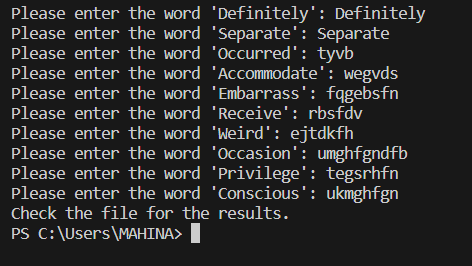 Please enter the word 'Definitely': Definitely
Please enter the word 'Separate': Separate
Please enter the word 'Occurred': tyvb
Please enter the word 'Accommodate': wegvds
Please enter the word 'Embarrass': fqgebsfn
Please enter the word 'Receive': rbsfdv
Please enter the word 'Weird': ejtdkfh
Please enter the word 'Occasion': umghfgndfb
Please enter the word 'Privilege': tegsrhfn
Please enter the word 'Conscious': ukmghfgn
Check the file for the results.
PS C:\Users\MAHINA>